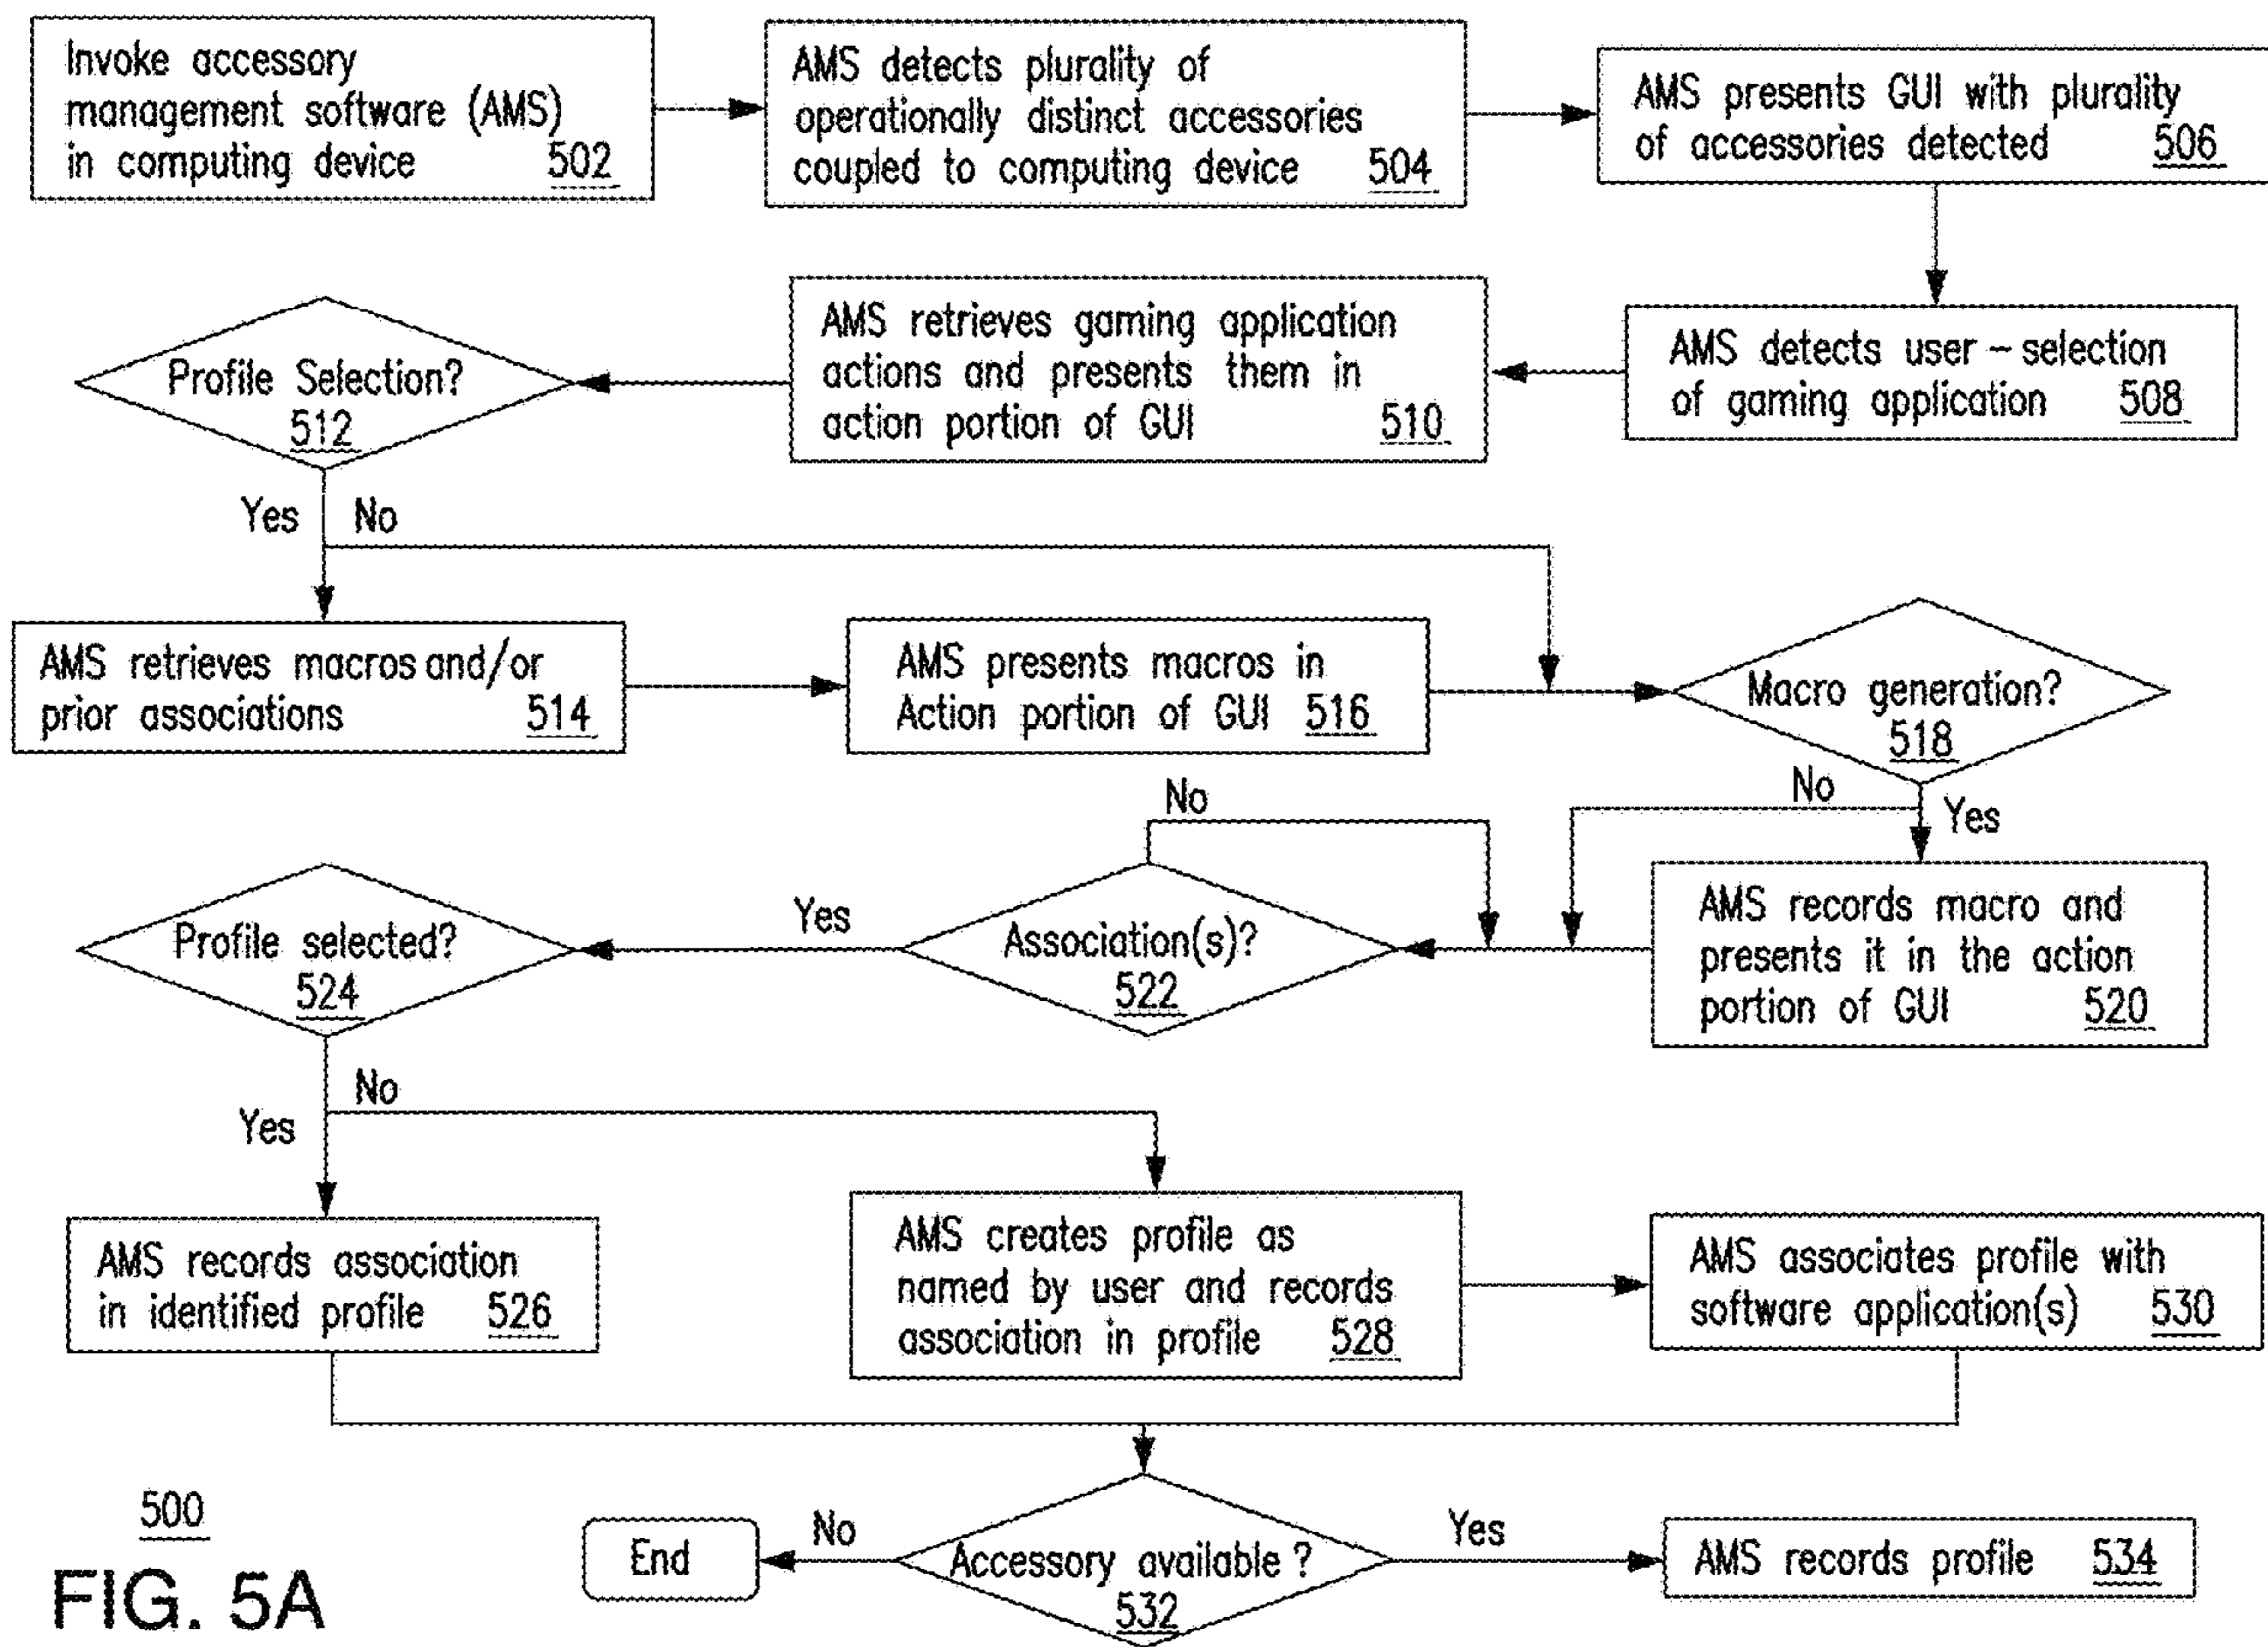 Invoke accessory
management software (AMS)
in computing device 502
AMS detects plurality of
operationally distinct accessories
coupled to computing device 504
AMS presents GUI with plurality
of accessories detected 506
AMS detects user – selection
of gaming application 508
AMS retrieves gaming application
actions and presents them in
action portion of GUI 510
Profile Selection?
512
Yes
No
AMS retrieves macros and/or
prior associations 514
AMS presents macros in
Action portion of GUI 516
Macro generation?
518
No
Yes
AMS records macro and
presents it in the action
portion of GUI 520
No
Association(s)?
522
Yes
Profile selected?
524
Yes
No
AMS records association
in identified profile 526
AMS creates profile as
named by user and records
association in profile 528
AMS associates profile with
software application(s) 530
Accessory available ?
532
No
End
Yes
AMS records profile 534
500
FIG. 5A